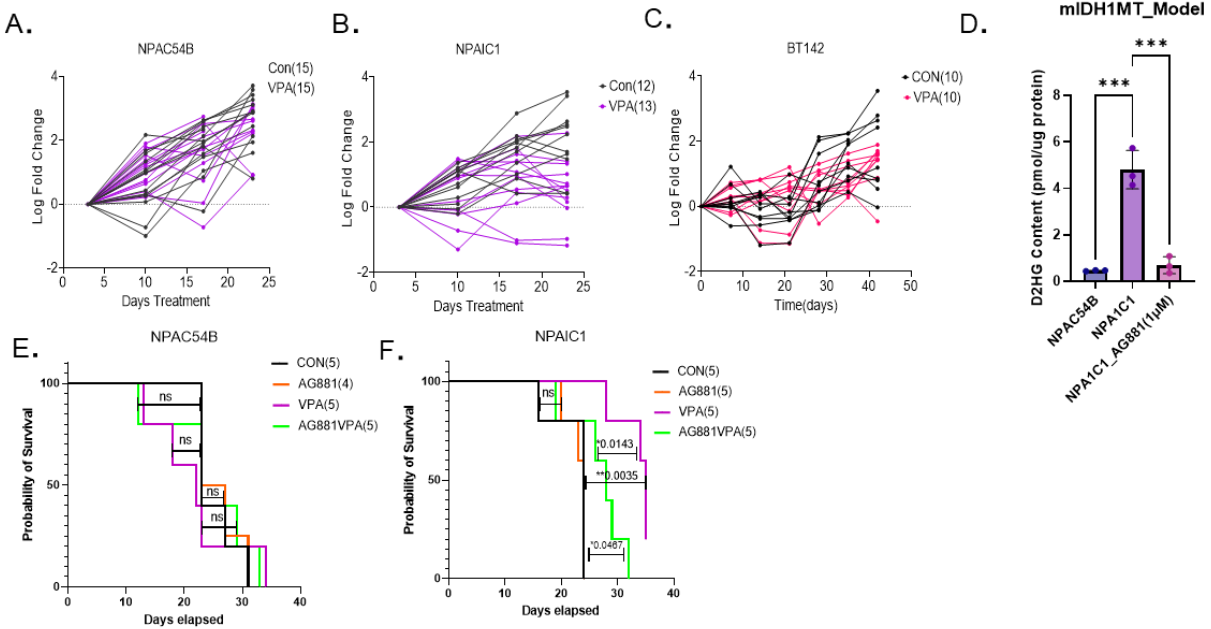 A.
NPAC54B
Con(15)
VPA(15)
Log Fold Change
4
2
0
-2
0
5
10
15
20
25
Days Treatment
B.
NPAIC1
Con(12)
VPA(13)
Log Fold Change
4
2
0
-2
0
5
10
15
20
25
Days Treatment
C.
BT142
CON(10)
VPA(10)
Log Fold Change
4
2
0
-2
0
10
20
30
40
50
Time(days)
D.
mIDH1MT_Model
***
***
D2HG Content (pmol/ug protein)
8
6
4
2
0
NPAC54B
NPA1C1
NPA1C1_AG881(1μM)
E.
NPAC54B
CON(5)
AG881(4)
VPA(5)
AG881VPA(5)
ns
ns
ns
ns
Probability of Survival
100
50
0
0
10
20
30
40
Days elapsed
F.
NPAIC1
CON(5)
AG881(5)
VPA(5)
AG881VPA(5)
ns
*0.0143
**0.0035
*0.0467
Probability of Survival
100
50
0
0
10
20
30
40
Days elapsed